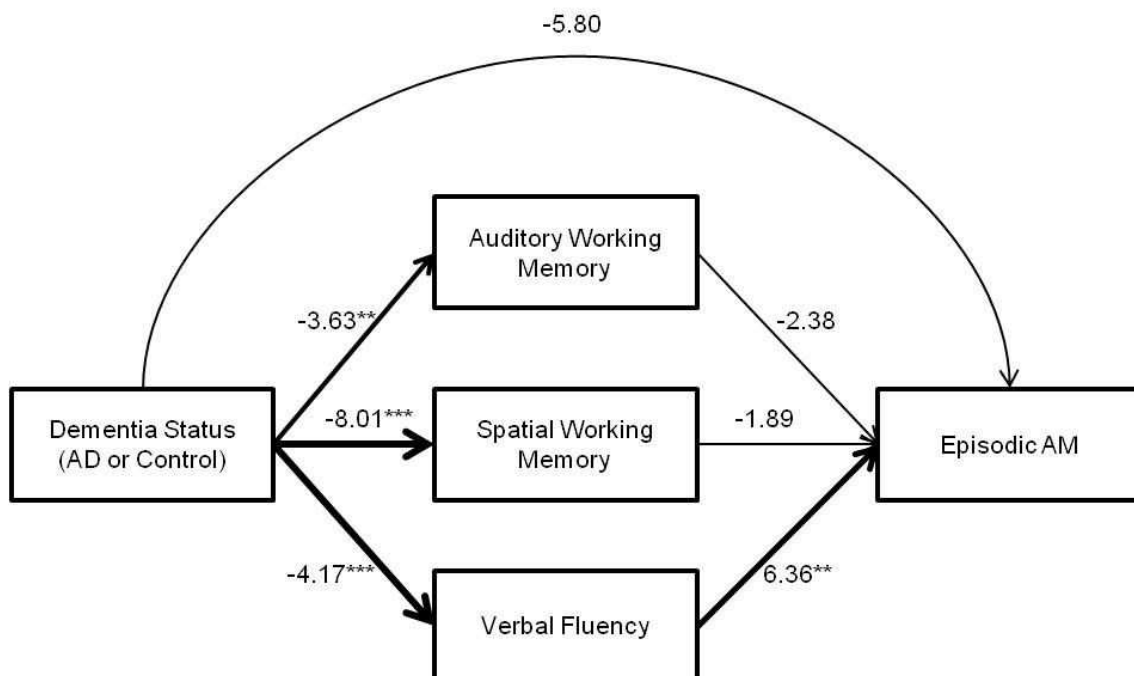 -5.80
Auditory Working
Memory
-3.63**
-2.38
Dementia Status
(AD or Control)
-8.01***
Spatial Working
Memory
-1.89
Episodic AM
-4.17***
Verbal Fluency
6.36**